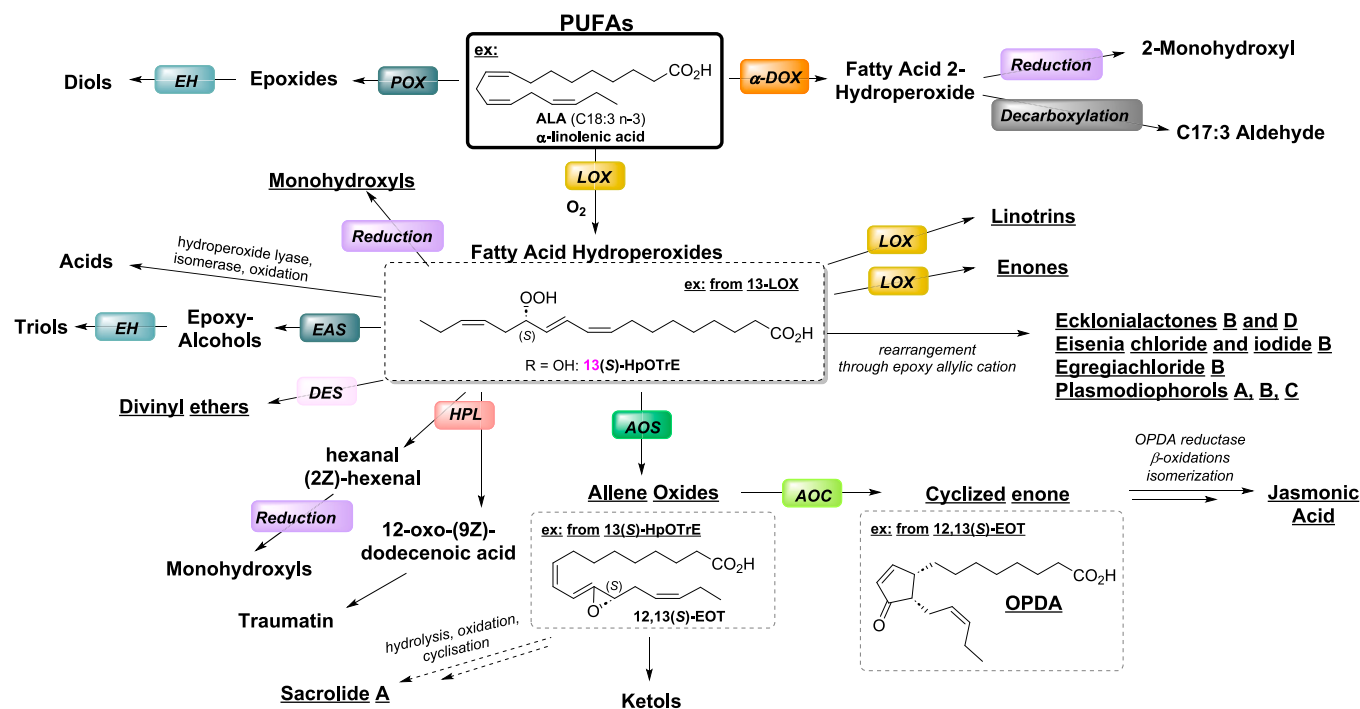 PUFAs
ex:
CO2H
ALA (C18:3 n-3)
α-linolenic acid
Diols
EH
Epoxides
POX
α-DOX
Fatty Acid 2-
Hydroperoxide
Reduction
2-Monohydroxyl
Decarboxylation
C17:3 Aldehyde
LOX
O2
Monohydroxyls
Reduction
Fatty Acid Hydroperoxides
LOX
Linotrins
LOX
Enones
hydroperoxide lyase,
isomerase, oxidation
Acids
ex: from 13-LOX
OOH
(S)
CO2H
R = OH: 13(S)-HpOTrE
Triols
EH
Epoxy-
Alcohols
EAS
rearrangement
through epoxy allylic cation
Ecklonialactones B and D
Eisenia chloride and iodide B
Egregiachloride B
Plasmodiophorols A, B, C
DES
Divinyl ethers
HPL
AOS
hexanal
(2Z)-hexenal
Reduction
Monohydroxyls
12-oxo-(9Z)-
dodecenoic acid
Traumatin
Allene Oxides
AOC
Cyclized enone
OPDA reductase
β-oxidations
isomerization
Jasmonic
Acid
ex: from 13(S)-HpOTrE
CO2H
(S)
O
12,13(S)-EOT
ex: from 12,13(S)-EOT
CO2H
O
OPDA
hydrolysis, oxidation,
cyclisation
Sacrolide A
Ketols